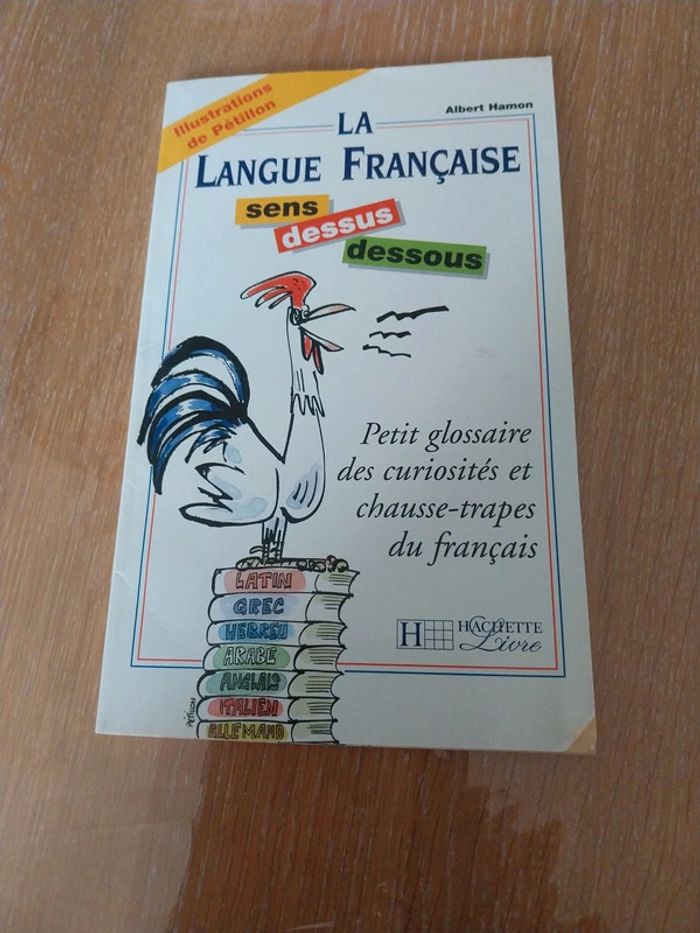 Illustrations
de Pétillon
Albert Hamon
LA
LANGUE FRANÇAISE
sens
dessus
dessous
Petit glossaire
des curiosités et
chausse-trapes
du français
LATIN
GREC
HEBREU
ARABE
ANGLAIS
ITALIEN
ALLEMAND
PETILLON
H HACHETTE
Livre